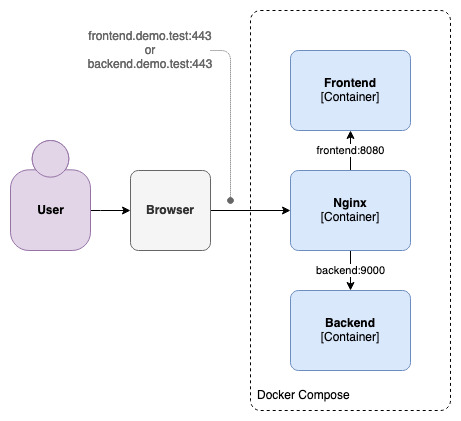 frontend.demo.test:443
or
backend.demo.test:443
Frontend
[Container]
frontend:8080
User
Browser
Nginx
[Container]
backend:9000
Backend
[Container]
Docker Compose